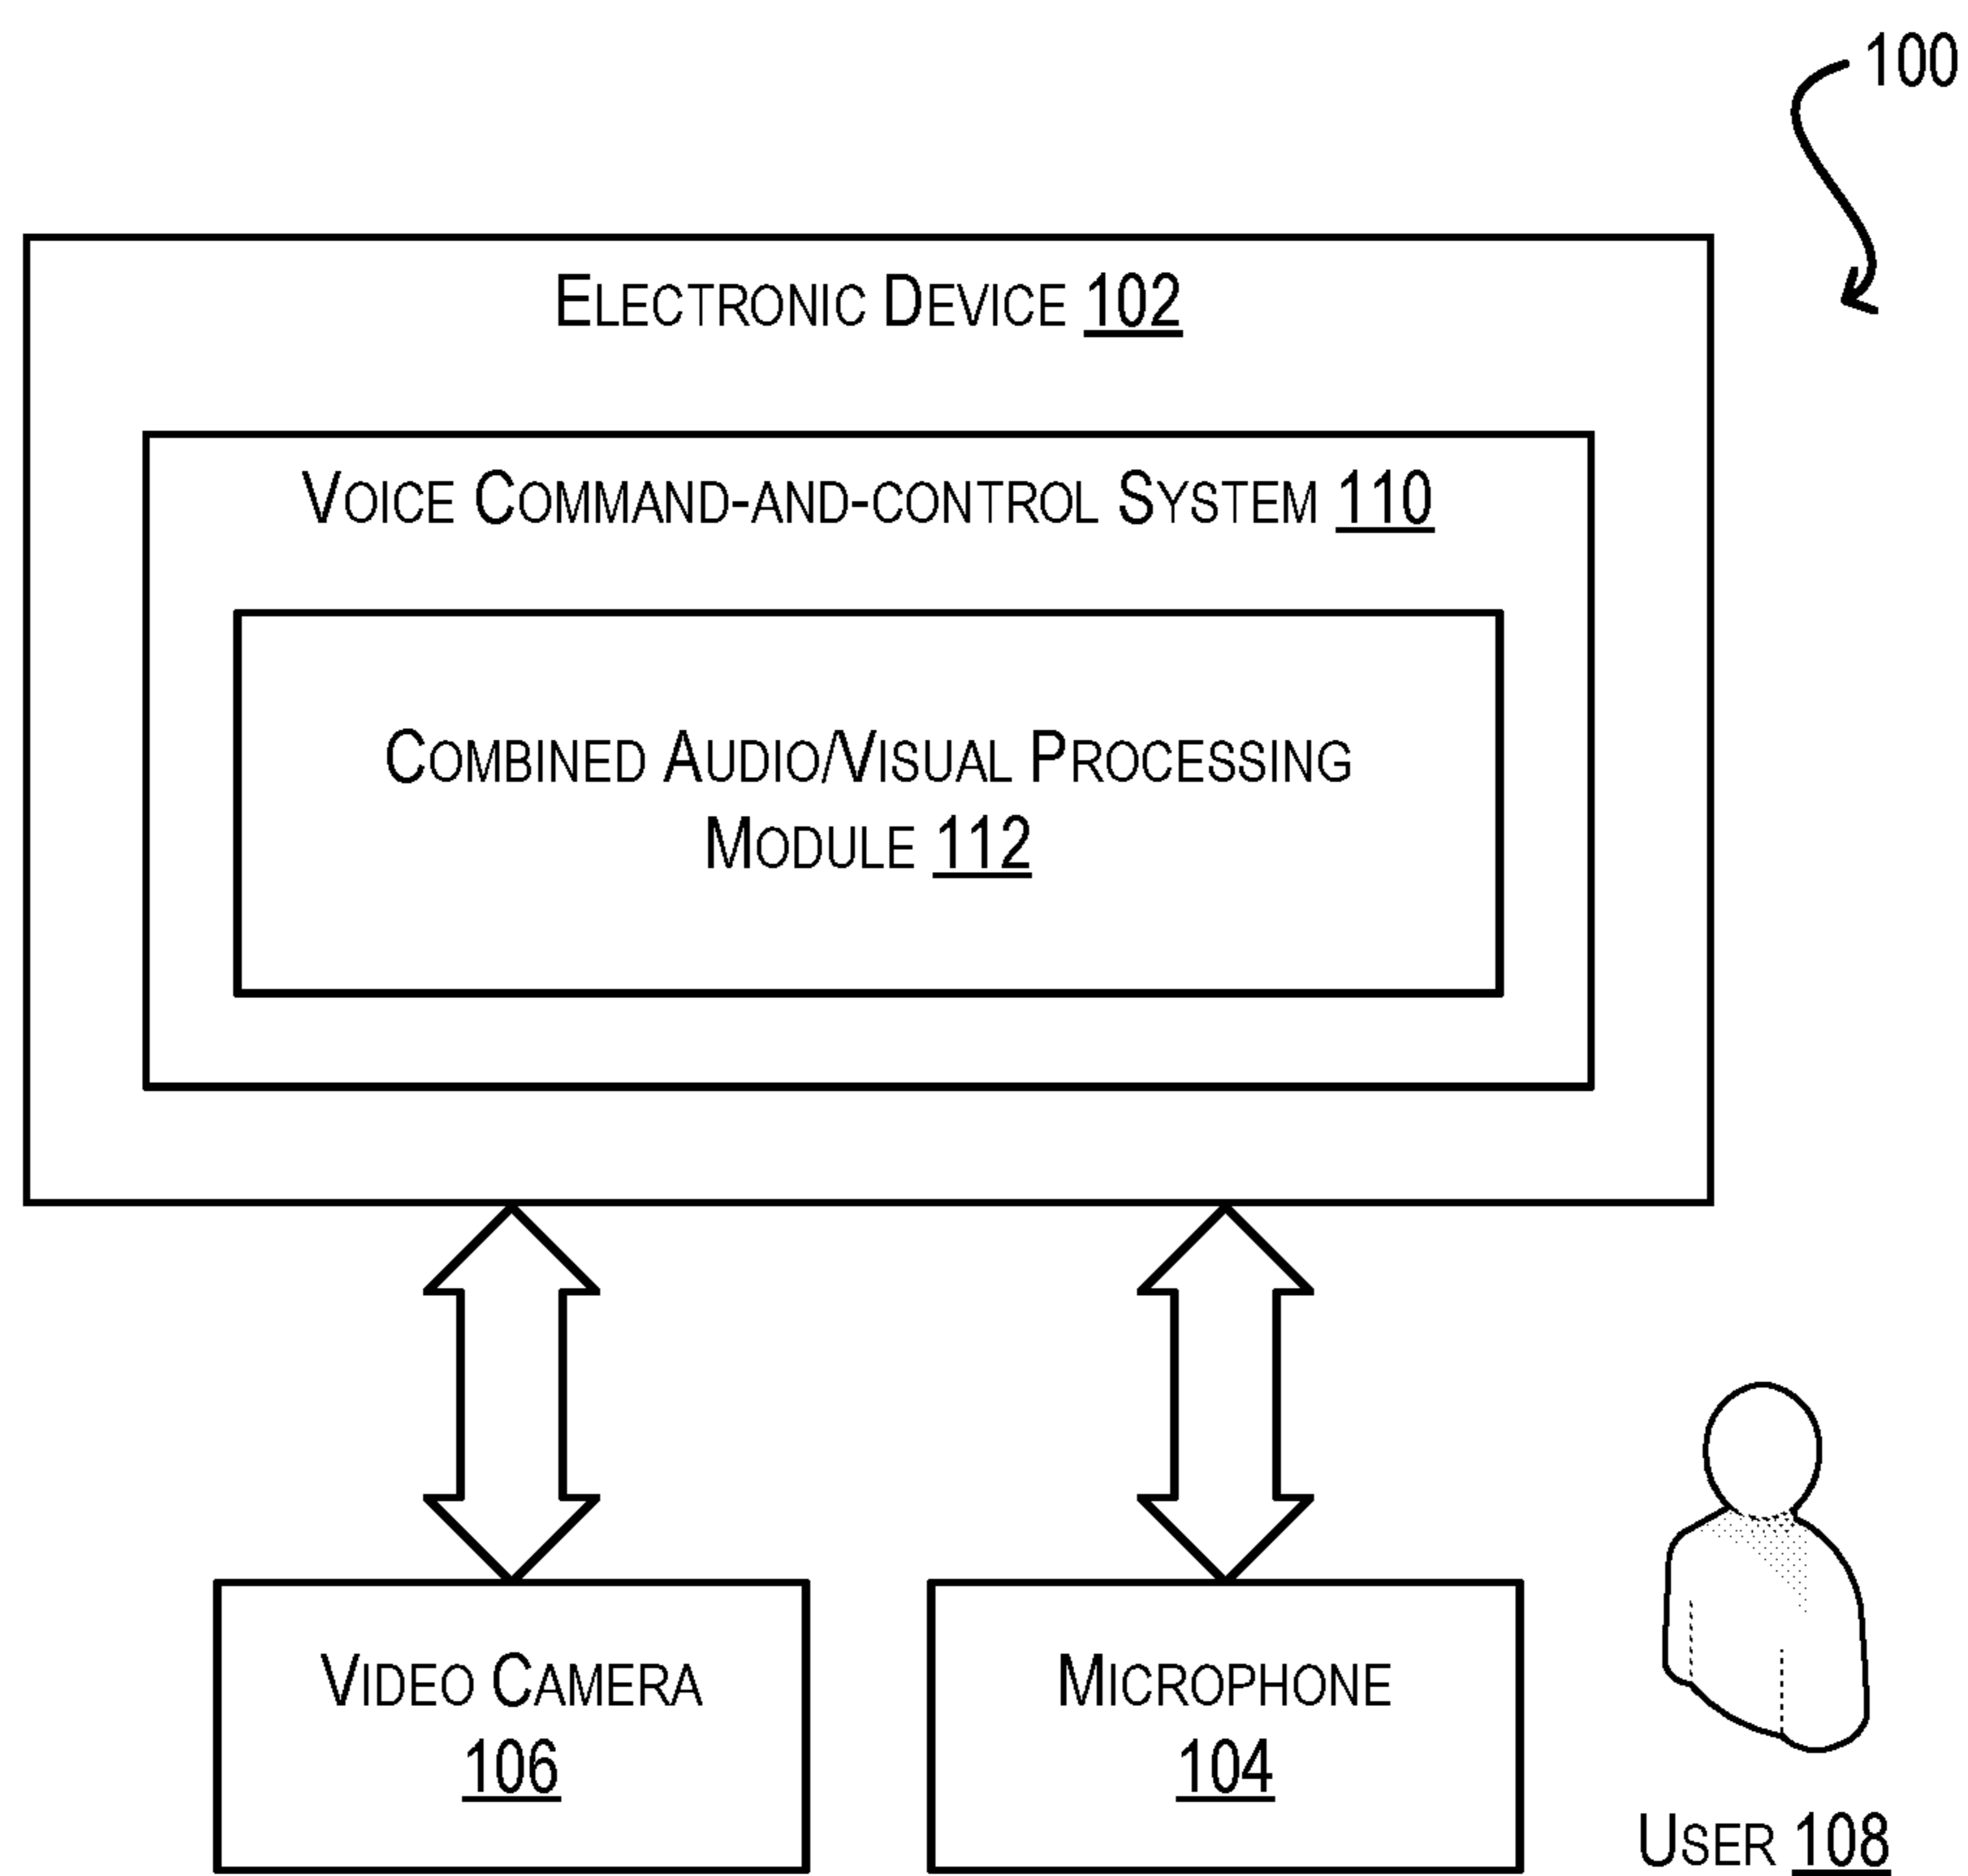 100
Electronic Device 102
Voice Command-and-control System 110
Combined Audio/Visual Processing
Module 112
Video Camera
106
Microphone
104
User 108